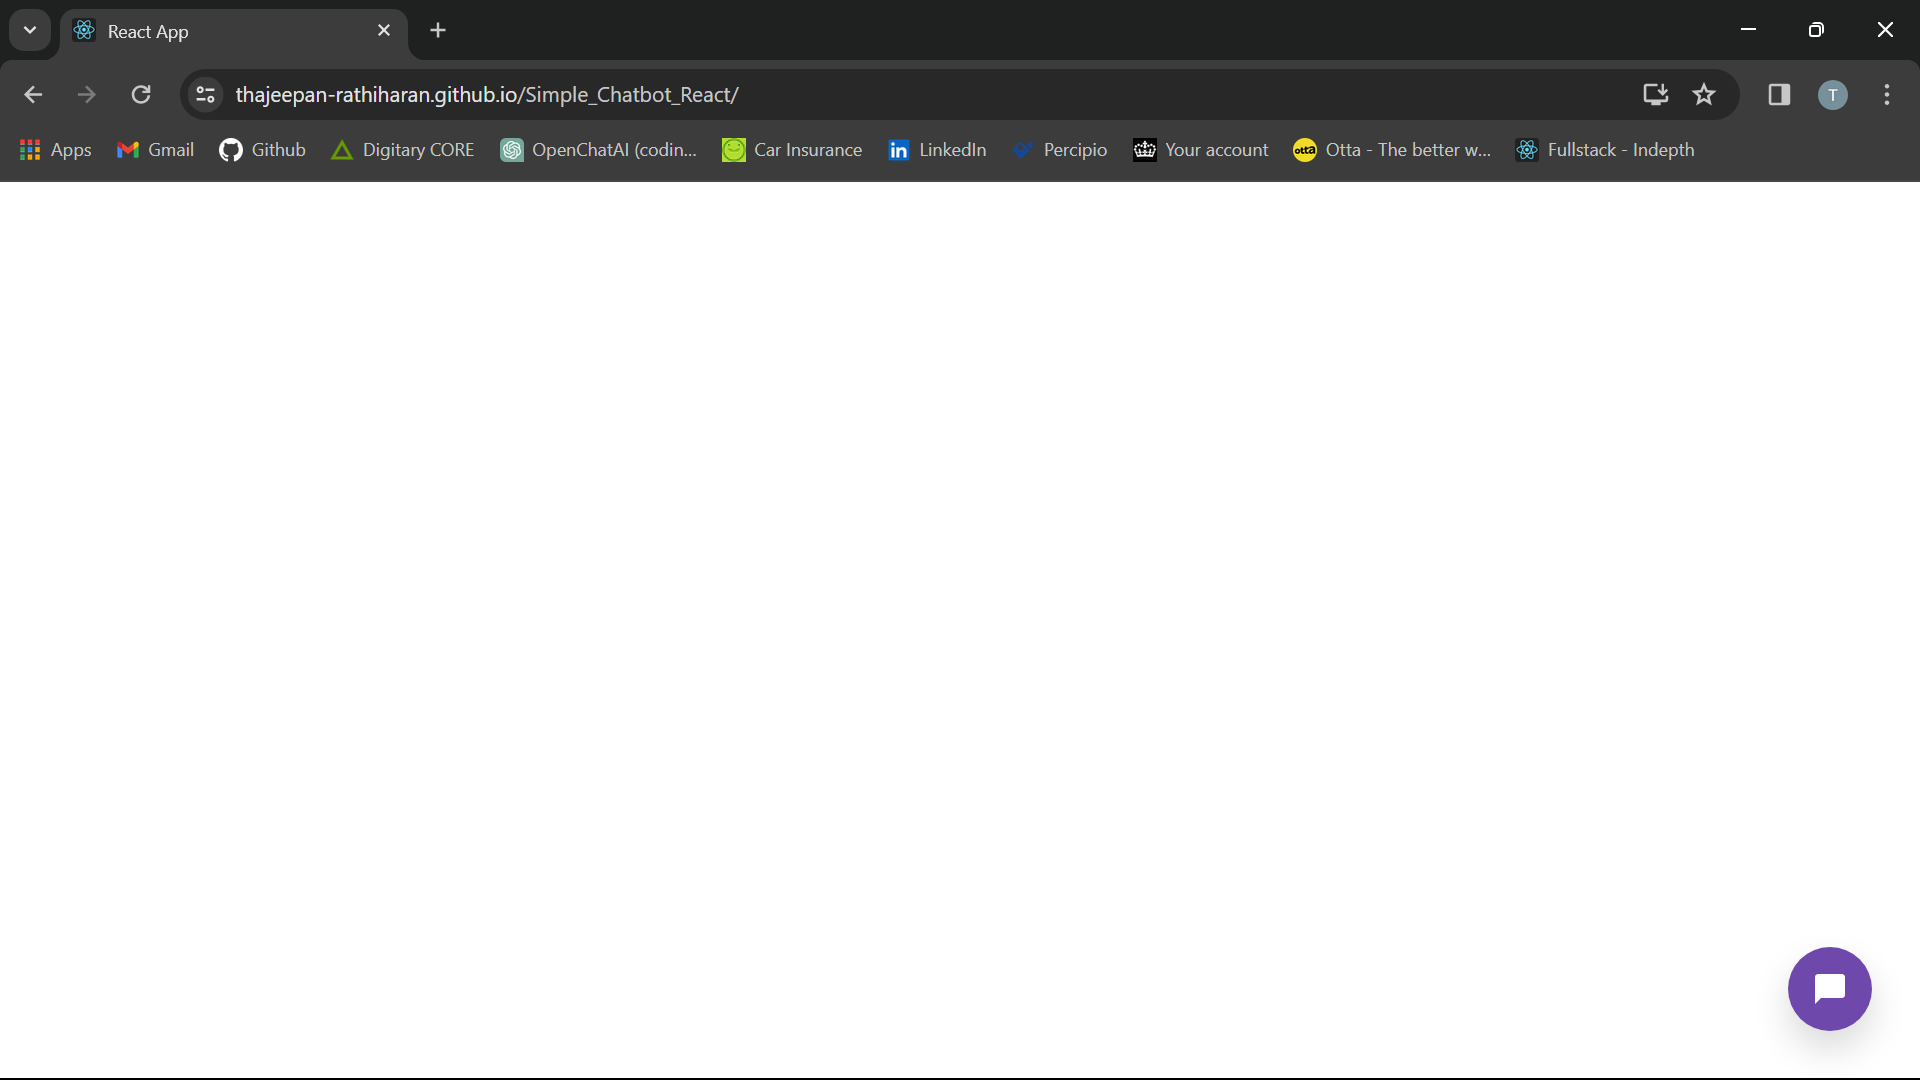 React App
thajeepan-rathiharan.github.io/Simple_Chatbot_React/
T
Apps Gmail Github Digitary CORE OpenChatAI (codin... Car Insurance LinkedIn Percipio Your account otta Otta - The better w... Fullstack - Indepth